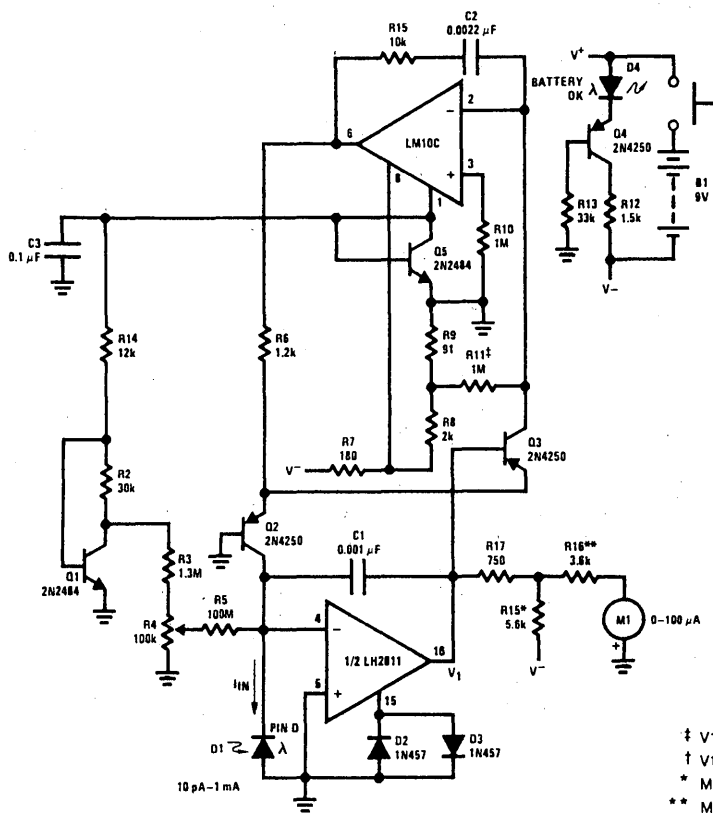 R15
10k
C2
0.0022 µF
2
6
LM10C
3
8
1
V+
D4
BATTERY
OK
λ
Q4
2N4250
B1
9V
R13
33k
R12
1.5k
V−
C3
0.1 µF
R10
1M
Q5
2N2484
R14
12k
R6
1.2k
R9
91
R11‡
1M
R8
2k
R7
180
V−
Q3
2N4250
R2
30k
Q1
2N2484
Q2
2N4250
C1
0.001 µF
R3
1.3M
R4
100k
R5
100M
R17
750
R16**
3.6k
R15*
5.6k
V−
M1
0–100 µA
+
4
−
1/2 LH2011
16
V1
5
+
15
IIN
PIN D
D1
λ
D2
1N457
D3
1N457
10 pA–1 mA
‡ V1
† V1
* M
** M